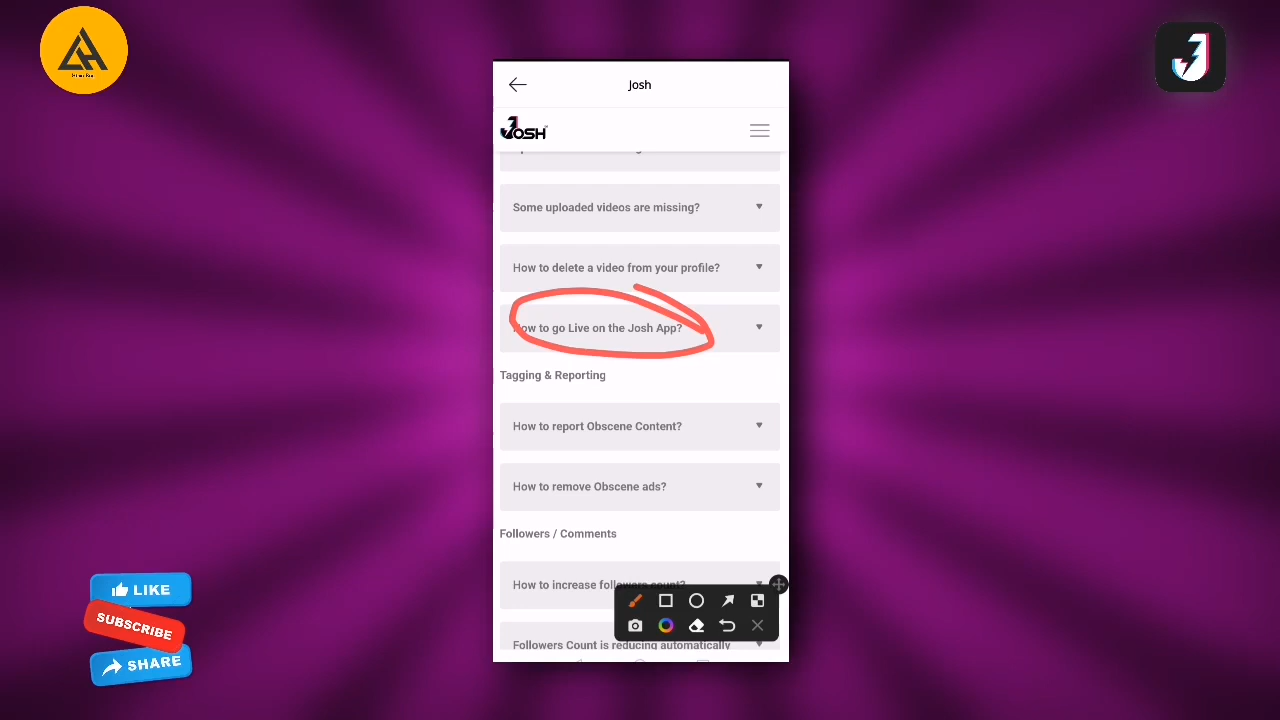 Josh
JOSH
Some uploaded videos are missing?
How to delete a video from your profile?
How to go Live on the Josh App?
Tagging & Reporting
How to report Obscene Content?
How to remove Obscene ads?
Followers / Comments
How to increase followers count?
Followers Count is reducing automatically
LIKE
SUBSCRIBE
SHARE